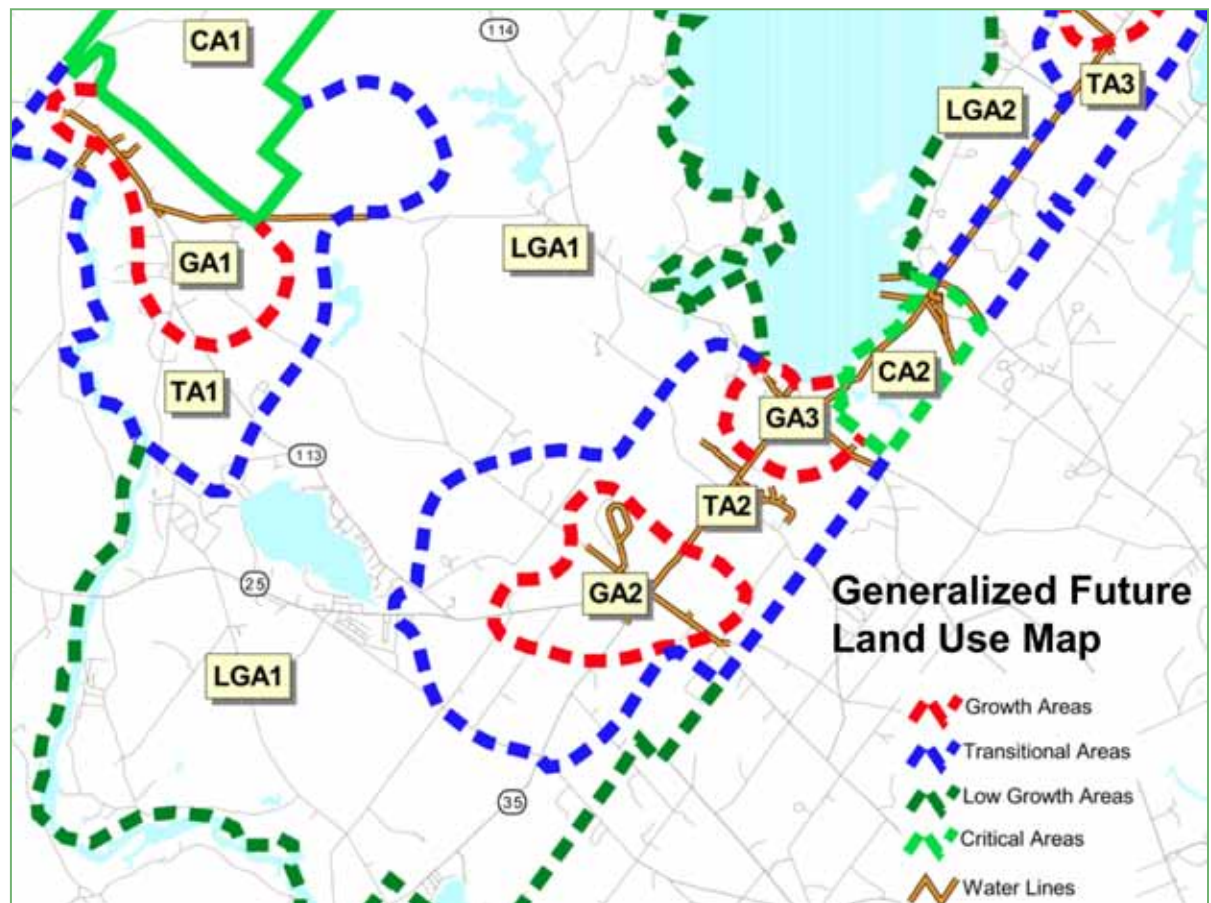 CA1
114
TA3
LGA2
LGA1
GA1
CA2
TA1
GA3
113
TA2
25
GA2
Generalized Future
Land Use Map
LGA1
Growth Areas
Transitional Areas
Low Growth Areas
35
Critical Areas
Water Lines